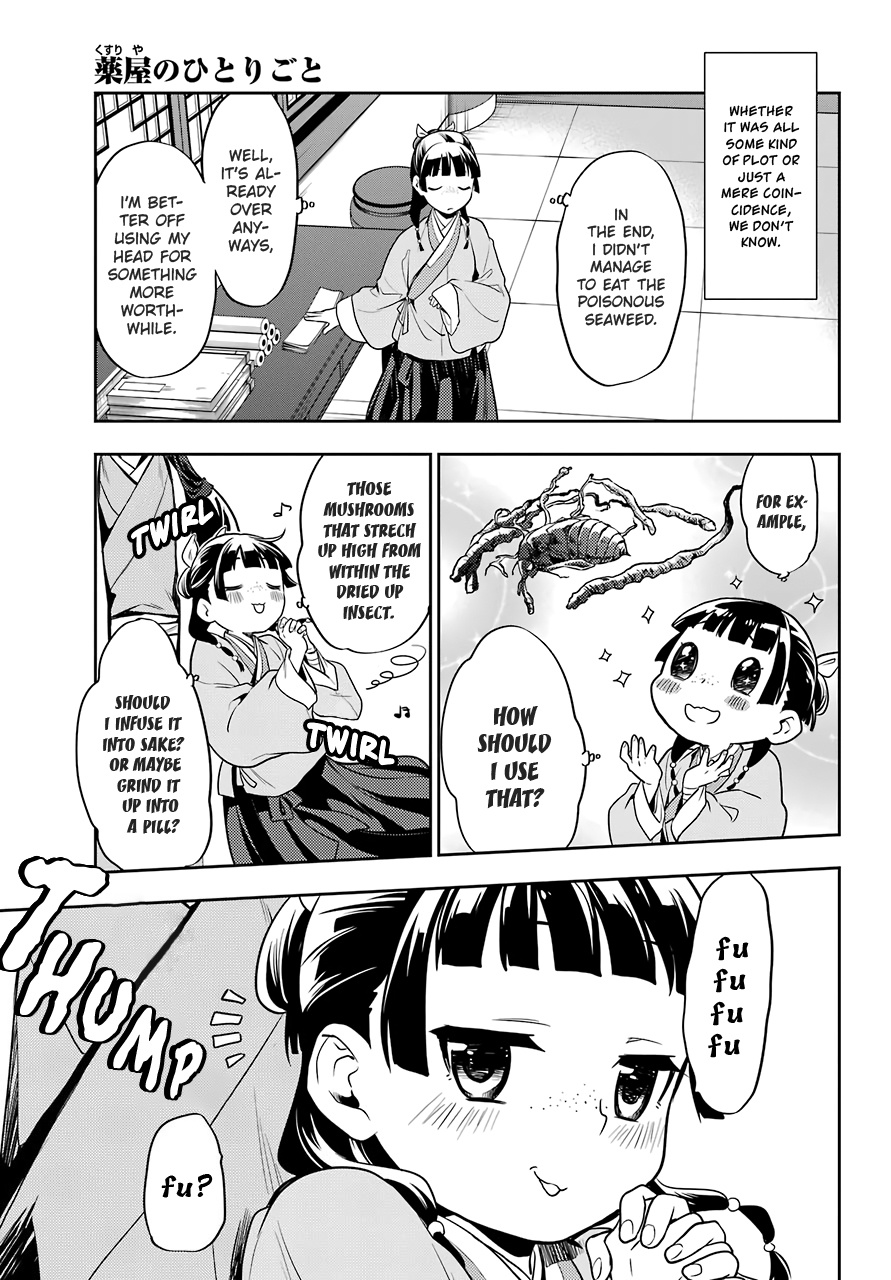 くすり や
薬屋のひとりごと
WHETHER
IT WAS ALL
SOME KIND
OF PLOT OR
JUST A
MERE COIN-
CIDENCE,
WE DON'T
KNOW.
IN
THE END,
I DIDN'T
MANAGE
TO EAT THE
POISONOUS
SEAWEED.
WELL,
IT'S AL-
READY
OVER
ANY-
WAYS,
I'M BET-
TER OFF
USING MY
HEAD FOR
SOMETHING
MORE
WORTH-
WHILE.
FOR EX-
AMPLE,
HOW
SHOULD
I USE
THAT?
THOSE
MUSHROOMS
THAT STRECH
UP HIGH FROM
WITHIN THE
DRIED UP
INSECT.
TWIRL
TWIRL
SHOULD
I INFUSE IT
INTO SAKE?
OR MAYBE
GRIND IT
UP INTO
A PILL?
fu
fu
fu
fu
THUMP
fu?